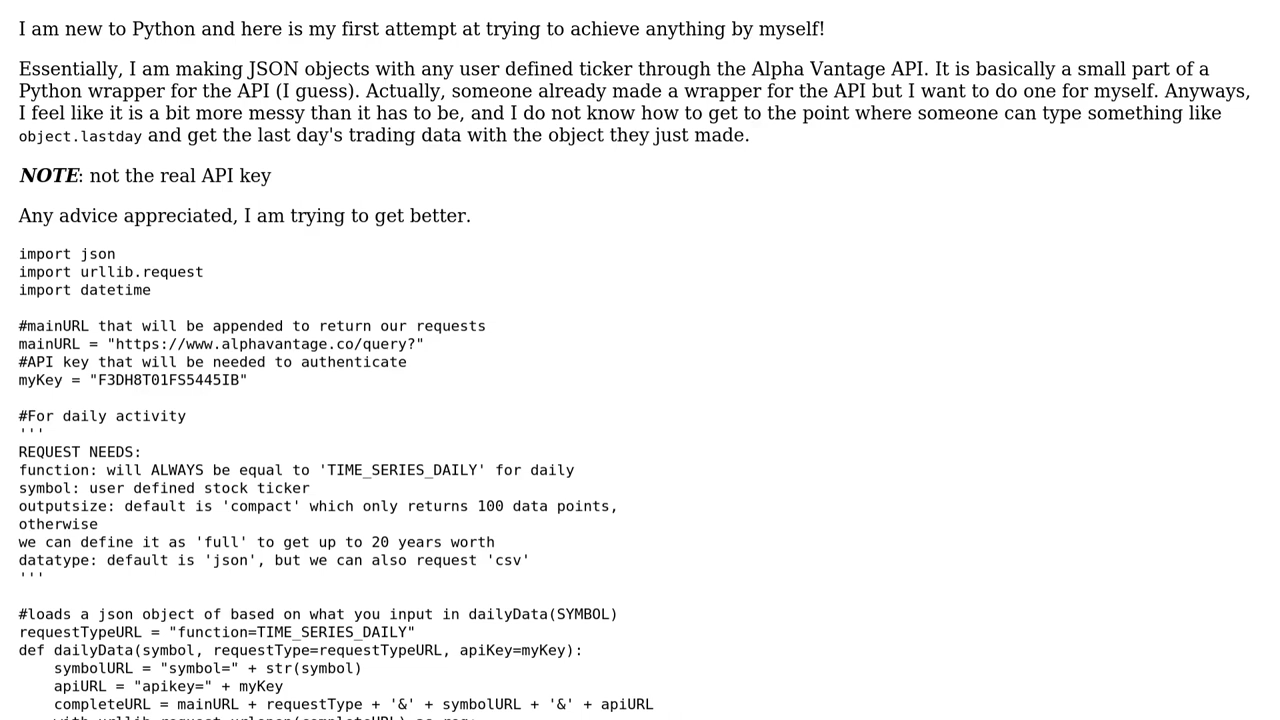 I am new to Python and here is my first attempt at trying to achieve anything by myself!
Essentially, I am making JSON objects with any user defined ticker through the Alpha Vantage API. It is basically a small part of a
Python wrapper for the API (I guess). Actually, someone already made a wrapper for the API but I want to do one for myself. Anyways,
I feel like it is a bit more messy than it has to be, and I do not know how to get to the point where someone can type something like
object.lastday and get the last day's trading data with the object they just made.
NOTE: not the real API key
Any advice appreciated, I am trying to get better.
import json
import urllib.request
import datetime
#mainURL that will be appended to return our requests
mainURL = "https://www.alphavantage.co/query?"
#API key that will be needed to authenticate
myKey = "F3DH8T01FS5445IB"
#For daily activity
'''
REQUEST NEEDS:
function: will ALWAYS be equal to 'TIME_SERIES_DAILY' for daily
symbol: user defined stock ticker
outputsize: default is 'compact' which only returns 100 data points,
otherwise
we can define it as 'full' to get up to 20 years worth
datatype: default is 'json', but we can also request 'csv'
'''
#loads a json object of based on what you input in dailyData(SYMBOL)
requestTypeURL = "function=TIME_SERIES_DAILY"
def dailyData(symbol, requestType=requestTypeURL, apiKey=myKey):
    symbolURL = "symbol=" + str(symbol)
    apiURL = "apikey=" + myKey
    completeURL = mainURL + requestType + '&' + symbolURL + '&' + apiURL
    with urllib.request.urlopen(completeURL) as req: